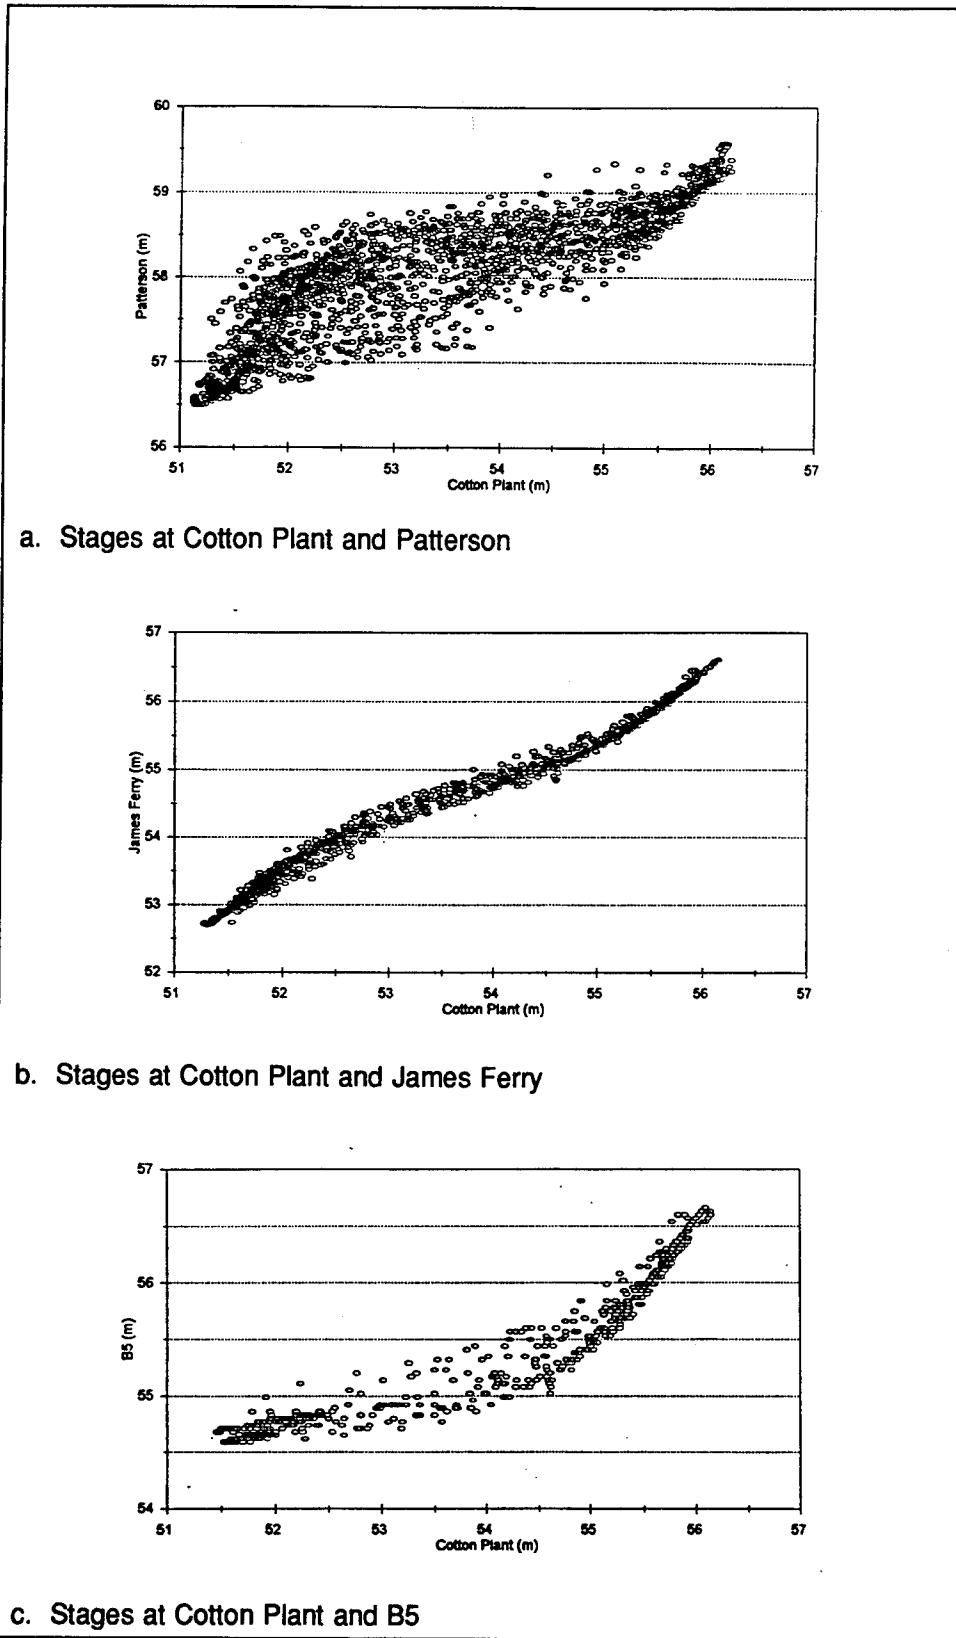 60
59
58
57
56
Patterson (m)
51 52 53 54 55 56 57
Cotton Plant (m)
a. Stages at Cotton Plant and Patterson
57
56
55
54
53
52
James Ferry (m)
51 52 53 54 55 56 57
Cotton Plant (m)
b. Stages at Cotton Plant and James Ferry
57
56
55
54
B5 (m)
51 52 53 54 55 56 57
Cotton Plant (m)
c. Stages at Cotton Plant and B5